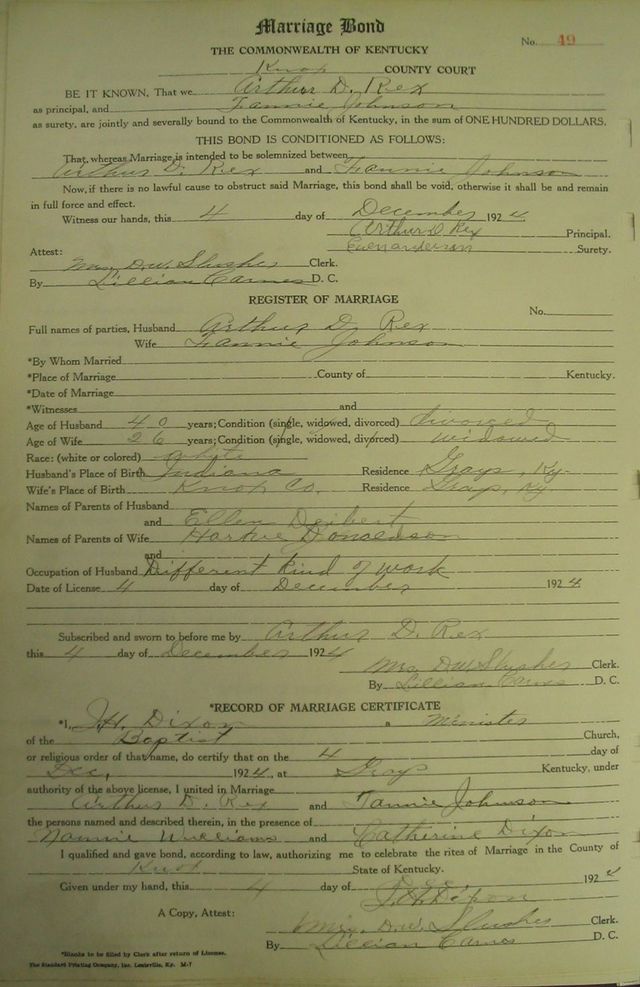 Marriage Bond
No. 49
THE COMMONWEALTH OF KENTUCKY
Knox COUNTY COURT
BE IT KNOWN, That we Arthur D. Rex
as principal, and Fannie Johnson
as surety, are jointly and severally bound to the Commonwealth of Kentucky, in the sum of ONE HUNDRED DOLLARS.
THIS BOND IS CONDITIONED AS FOLLOWS:
That, whereas Marriage is intended to be solemnized between
Arthur D. Rex and Fannie Johnson
Now, if there is no lawful cause to obstruct said Marriage, this bond shall be void, otherwise it shall be and remain
in full force and effect.
Witness our hands, this 4 day of December 1924
Arthur D Rex Principal.
Surety.
Attest:
Mrs D.W. Slusher Clerk.
By Lillian Carnes D. C.
REGISTER OF MARRIAGE
No.
Full names of parties, Husband Arthur D. Rex
Wife Fannie Johnson
*By Whom Married
*Place of Marriage County of Kentucky.
*Date of Marriage
*Witnesses and
Age of Husband 40 years; Condition (single, widowed, divorced) divorced
Age of Wife 26 years; Condition (single, widowed, divorced) widowed
Race: (white or colored) white
Husband's Place of Birth Indiana Residence Grays, Ky.
Wife's Place of Birth Knox Co. Residence Gray, Ky
Names of Parents of Husband
and Ellen Deibert
Names of Parents of Wife Donaldson
and
Occupation of Husband Different kind of work
Date of License 4 day of December 1924
Subscribed and sworn to before me by Arthur D. Rex
this 4 day of December 1924
Mrs D.W. Slusher Clerk.
By Lillian Carnes D. C.
*RECORD OF MARRIAGE CERTIFICATE
*I, J.H. Dixon a Minister
of the Baptist Church,
or religious order of that name, do certify that on the 4 day of
Dec, 1924, at Grays Kentucky, under
authority of the above license, I united in Marriage
Arthur D. Rex and Fannie Johnson
the persons named and described therein, in the presence of
Nannie Williams and Catherine Dixon
I qualified and gave bond, according to law, authorizing me to celebrate the rites of Marriage in the County of
Knox State of Kentucky.
Given under my hand, this 4 day of Dec, 1924
J.H. Dixon
A Copy, Attest:
Mrs. D.W. Slusher Clerk.
By Lillian Carnes D. C.
*Blanks to be filled by Clerk after return of License.
The Standard Printing Company, Inc. Louisville, Ky. M-7